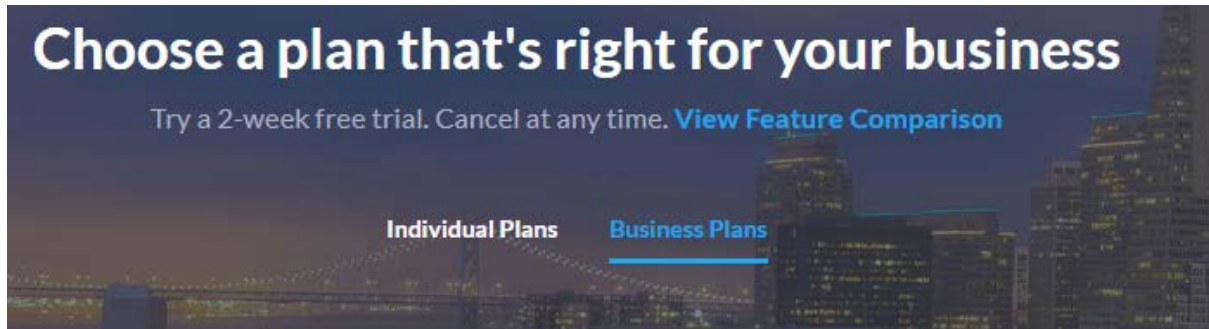 Choose a plan that's right for your business
Try a 2-week free trial. Cancel at any time. View Feature Comparison
Individual Plans Business Plans